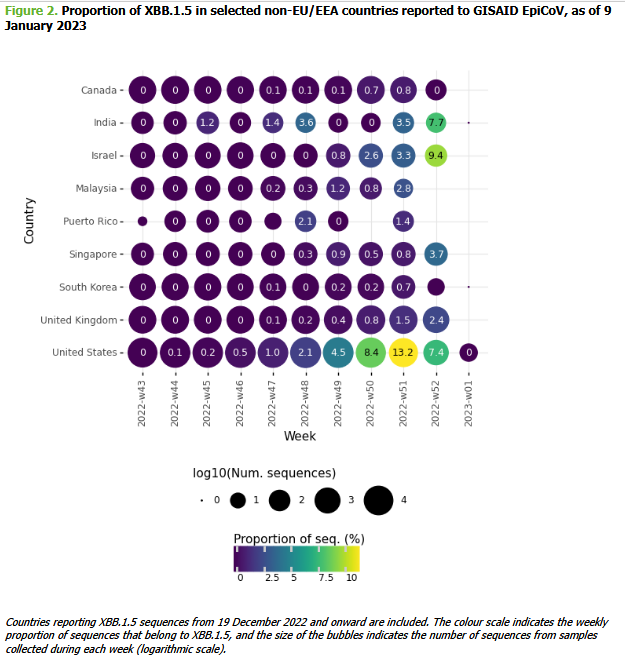 Figure 2. Proportion of XBB.1.5 in selected non-EU/EEA countries reported to GISAID EpiCoV, as of 9
January 2023
Country
Canada 0 0 0 0 0.1 0.1 0.1 0.7 0.8 0
India 0 0 1.2 0 1.4 3.6 0 0 3.5 7.7
Israel 0 0 0 0 0 0 0.8 2.6 3.3 9.4
Malaysia 0 0 0 0 0.2 0.3 1.2 0.8 2.8
Puerto Rico 0 0 0 2.1 0 1.4
Singapore 0 0 0 0 0 0.3 0.9 0.5 0.8 3.7
South Korea 0 0 0 0 0.1 0 0.2 0.2 0.7
United Kingdom 0 0 0 0 0.1 0.2 0.4 0.8 1.5 2.4
United States 0 0.1 0.2 0.5 1.0 2.1 4.5 8.4 13.2 7.4 0
2022-w43 2022-w44 2022-w45 2022-w46 2022-w47 2022-w48 2022-w49 2022-w50 2022-w51 2022-w52 2023-w01
Week
log10(Num. sequences)
0 1 2 3 4
Proportion of seq. (%)
0 2.5 5 7.5 10
Countries reporting XBB.1.5 sequences from 19 December 2022 and onward are included. The colour scale indicates the weekly
proportion of sequences that belong to XBB.1.5, and the size of the bubbles indicates the number of sequences from samples
collected during each week (logarithmic scale).